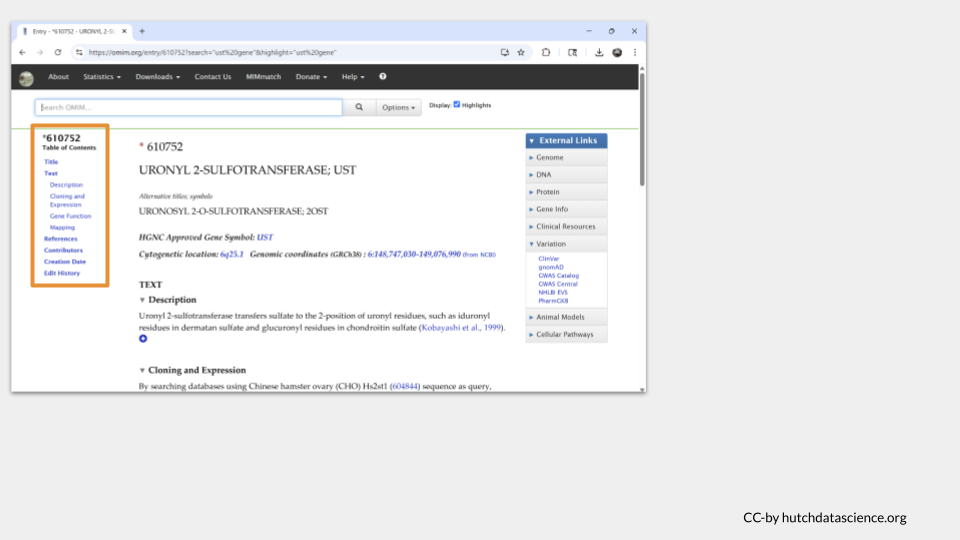 Entry - *610752 - URONYL 2-S
https://omim.org/entry/610752?search="ust%20gene"&highlight="ust%20gene"
About Statistics Downloads Contact Us MIMmatch Donate Help
Search OMIM...
Options
Display: Highlights
*610752
Table of Contents
Title
Text
Description
Cloning and
Expression
Gene Function
Mapping
References
Contributors
Creation Date
Edit History
* 610752
URONYL 2-SULFOTRANSFERASE; UST
Alternative titles; symbols
URONOSYL 2-O-SULFOTRANSFERASE; 2OST
HGNC Approved Gene Symbol: UST
Cytogenetic location: 6q25.1 Genomic coordinates (GRCh38) : 6:148,747,030-149,076,990 (from NCBI)
TEXT
Description
Uronyl 2-sulfotransferase transfers sulfate to the 2-position of uronyl residues, such as iduronyl
residues in dermatan sulfate and glucuronyl residues in chondroitin sulfate (Kobayashi et al., 1999).
Cloning and Expression
By searching databases using Chinese hamster ovary (CHO) Hs2st1 (604844) sequence as query,
External Links
Genome
DNA
Protein
Gene Info
Clinical Resources
Variation
ClinVar
gnomAD
GWAS Catalog
GWAS Central
NHLBI EVS
PharmGKB
Animal Models
Cellular Pathways
CC-by hutchdatascience.org